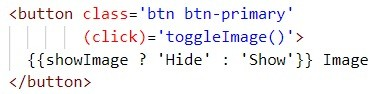 <button class='btn btn-primary'
        (click)='toggleImage()'>
  {{showImage ? 'Hide' : 'Show'}} Image
</button>